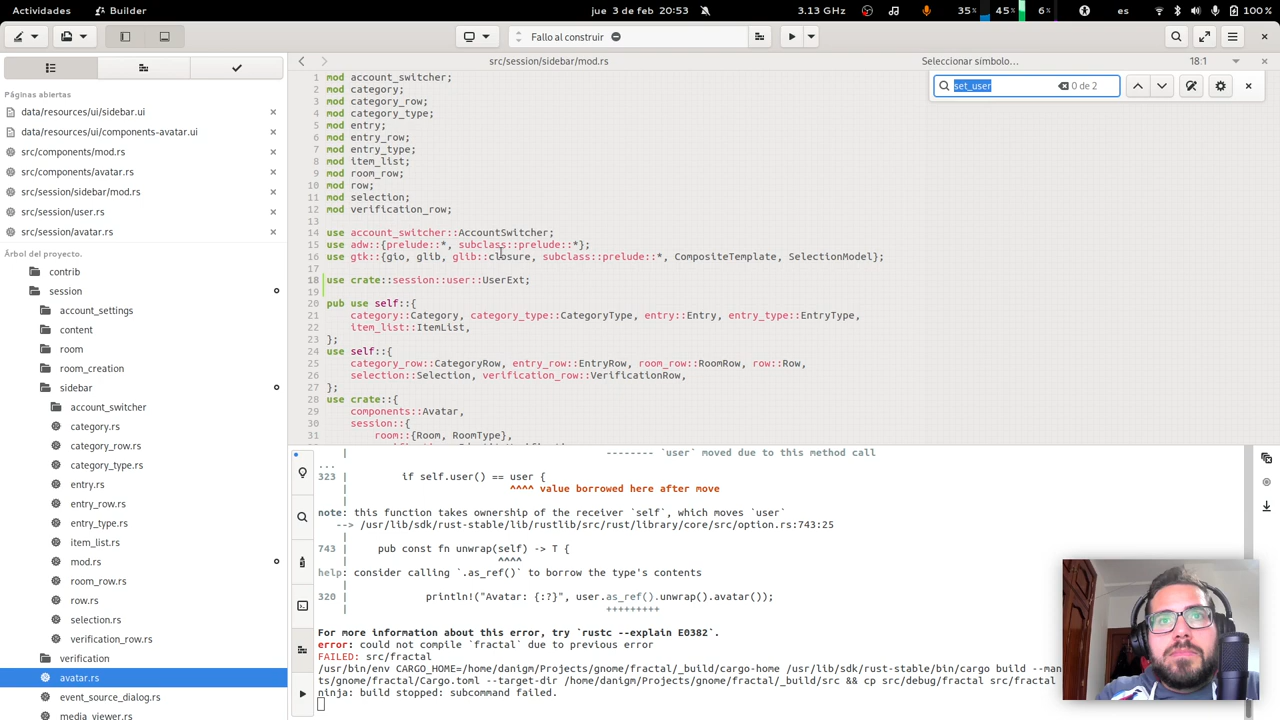 Actividades Builder jue 3 de feb 20:53 3.13 GHz 35% 45% 6% es 100 %
Fallo al construir
src/session/sidebar/mod.rs Seleccionar símbolo… 18:1
set_user 0 de 2
Páginas abiertas
data/resources/ui/sidebar.ui
data/resources/ui/components-avatar.ui
src/components/mod.rs
src/components/avatar.rs
src/session/sidebar/mod.rs
src/session/user.rs
src/session/avatar.rs
Árbol del proyecto.
contrib
session
account_settings
content
room
room_creation
sidebar
account_switcher
category.rs
category_row.rs
category_type.rs
entry.rs
entry_row.rs
entry_type.rs
item_list.rs
mod.rs
room_row.rs
row.rs
selection.rs
verification_row.rs
verification
avatar.rs
event_source_dialog.rs
media_viewer.rs
1 mod account_switcher;
2 mod category;
3 mod category_row;
4 mod category_type;
5 mod entry;
6 mod entry_row;
7 mod entry_type;
8 mod item_list;
9 mod room_row;
10 mod row;
11 mod selection;
12 mod verification_row;
13
14 use account_switcher::AccountSwitcher;
15 use adw::{prelude::*, subclass::prelude::*};
16 use gtk::{gio, glib, glib::closure, subclass::prelude::*, CompositeTemplate, SelectionModel};
17
18 use crate::session::user::UserExt;
19
20 pub use self::{
21 category::Category, category_type::CategoryType, entry::Entry, entry_type::EntryType,
22 item_list::ItemList,
23 };
24 use self::{
25 category_row::CategoryRow, entry_row::EntryRow, room_row::RoomRow, row::Row,
26 selection::Selection, verification_row::VerificationRow,
27 };
28 use crate::{
29 components::Avatar,
30 session::{
31 room::{Room, RoomType},
| -------- `user` moved due to this method call
...
323 | if self.user() == user {
| ^^^^ value borrowed here after move
|
note: this function takes ownership of the receiver `self`, which moves `user`
--> /usr/lib/sdk/rust-stable/lib/rustlib/src/rust/library/core/src/option.rs:743:25
|
743 | pub const fn unwrap(self) -> T {
| ^^^^
help: consider calling `.as_ref()` to borrow the type's contents
|
320 | println!("Avatar: {:?}", user.as_ref().unwrap().avatar());
| +++++++++
For more information about this error, try `rustc --explain E0382`.
error: could not compile `fractal` due to previous error
FAILED: src/fractal
/usr/bin/env CARGO_HOME=/home/danigm/Projects/gnome/fractal/_build/cargo-home /usr/lib/sdk/rust-stable/bin/cargo build --man
ts/gnome/fractal/Cargo.toml --target-dir /home/danigm/Projects/gnome/fractal/_build/src && cp src/debug/fractal src/fractal
ninja: build stopped: subcommand failed.